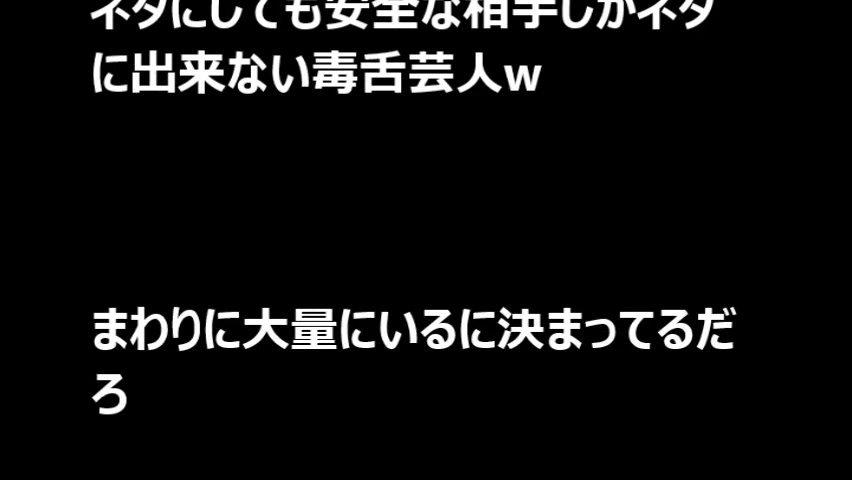 ネタにしても安全な相手しかネタ
に出来ない毒舌芸人w
まわりに大量にいるに決まってるだ
ろ